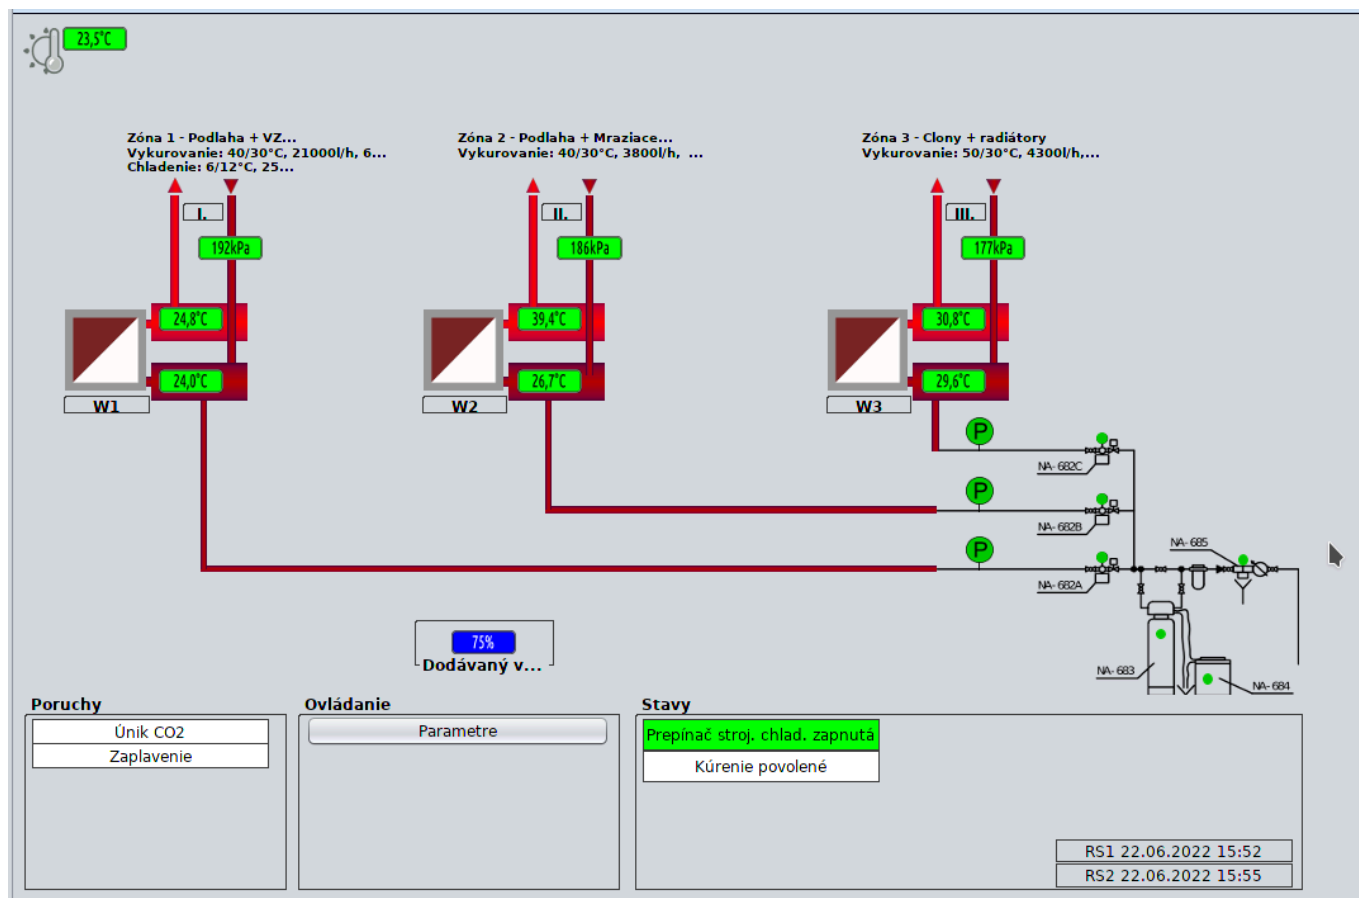 23,5°C
Zóna 1 - Podlaha + VZ...
Vykurovanie: 40/30°C, 21000l/h, 6...
Chladenie: 6/12°C, 25...
Zóna 2 - Podlaha + Mraziace...
Vykurovanie: 40/30°C, 3800l/h, ...
Zóna 3 - Clony + radiátory
Vykurovanie: 50/30°C, 4300l/h,...
I.
II.
III.
192kPa
186kPa
177kPa
24,8°C
39,4°C
30,8°C
24,0°C
26,7°C
29,6°C
W1
W2
W3
P
NA-682C
P
NA-682B
P
NA-685
NA-682A
75%
Dodávaný v...
NA-683
NA-684
Poruchy
Únik CO2
Zaplavenie
Ovládanie
Parametre
Stavy
Prepínač stroj. chlad. zapnutá
Kúrenie povolené
RS1 22.06.2022 15:52
RS2 22.06.2022 15:55